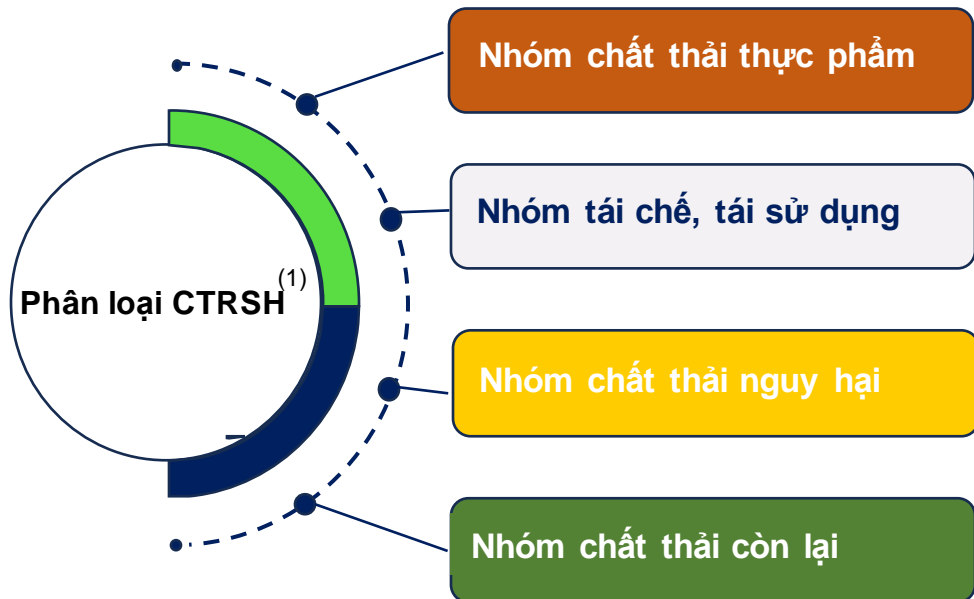 Nhóm chất thải thực phẩm
Nhóm tái chế, tái sử dụng
Phân loại CTRSH(1)
Nhóm chất thải nguy hại
Nhóm chất thải còn lại